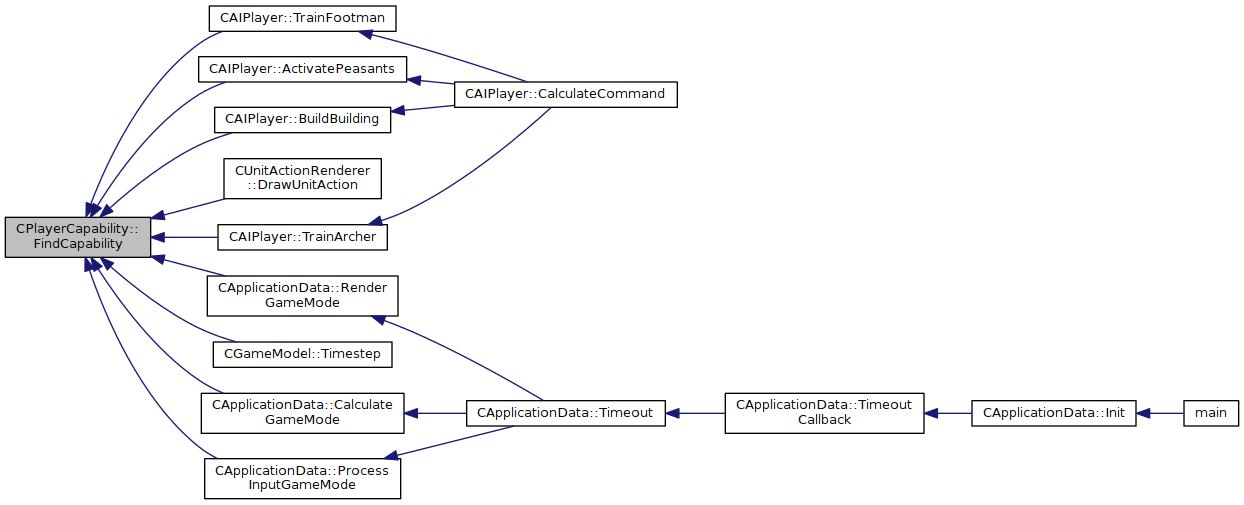 CAIPlayer::TrainFootman
CAIPlayer::ActivatePeasants
CAIPlayer::CalculateCommand
CAIPlayer::BuildBuilding
CUnitActionRenderer
::DrawUnitAction
CPlayerCapability::
FindCapability
CAIPlayer::TrainArcher
CApplicationData::Render
GameMode
CGameModel::Timestep
CApplicationData::Calculate
GameMode
CApplicationData::Timeout
CApplicationData::Timeout
Callback
CApplicationData::Init
main
CApplicationData::Process
InputGameMode